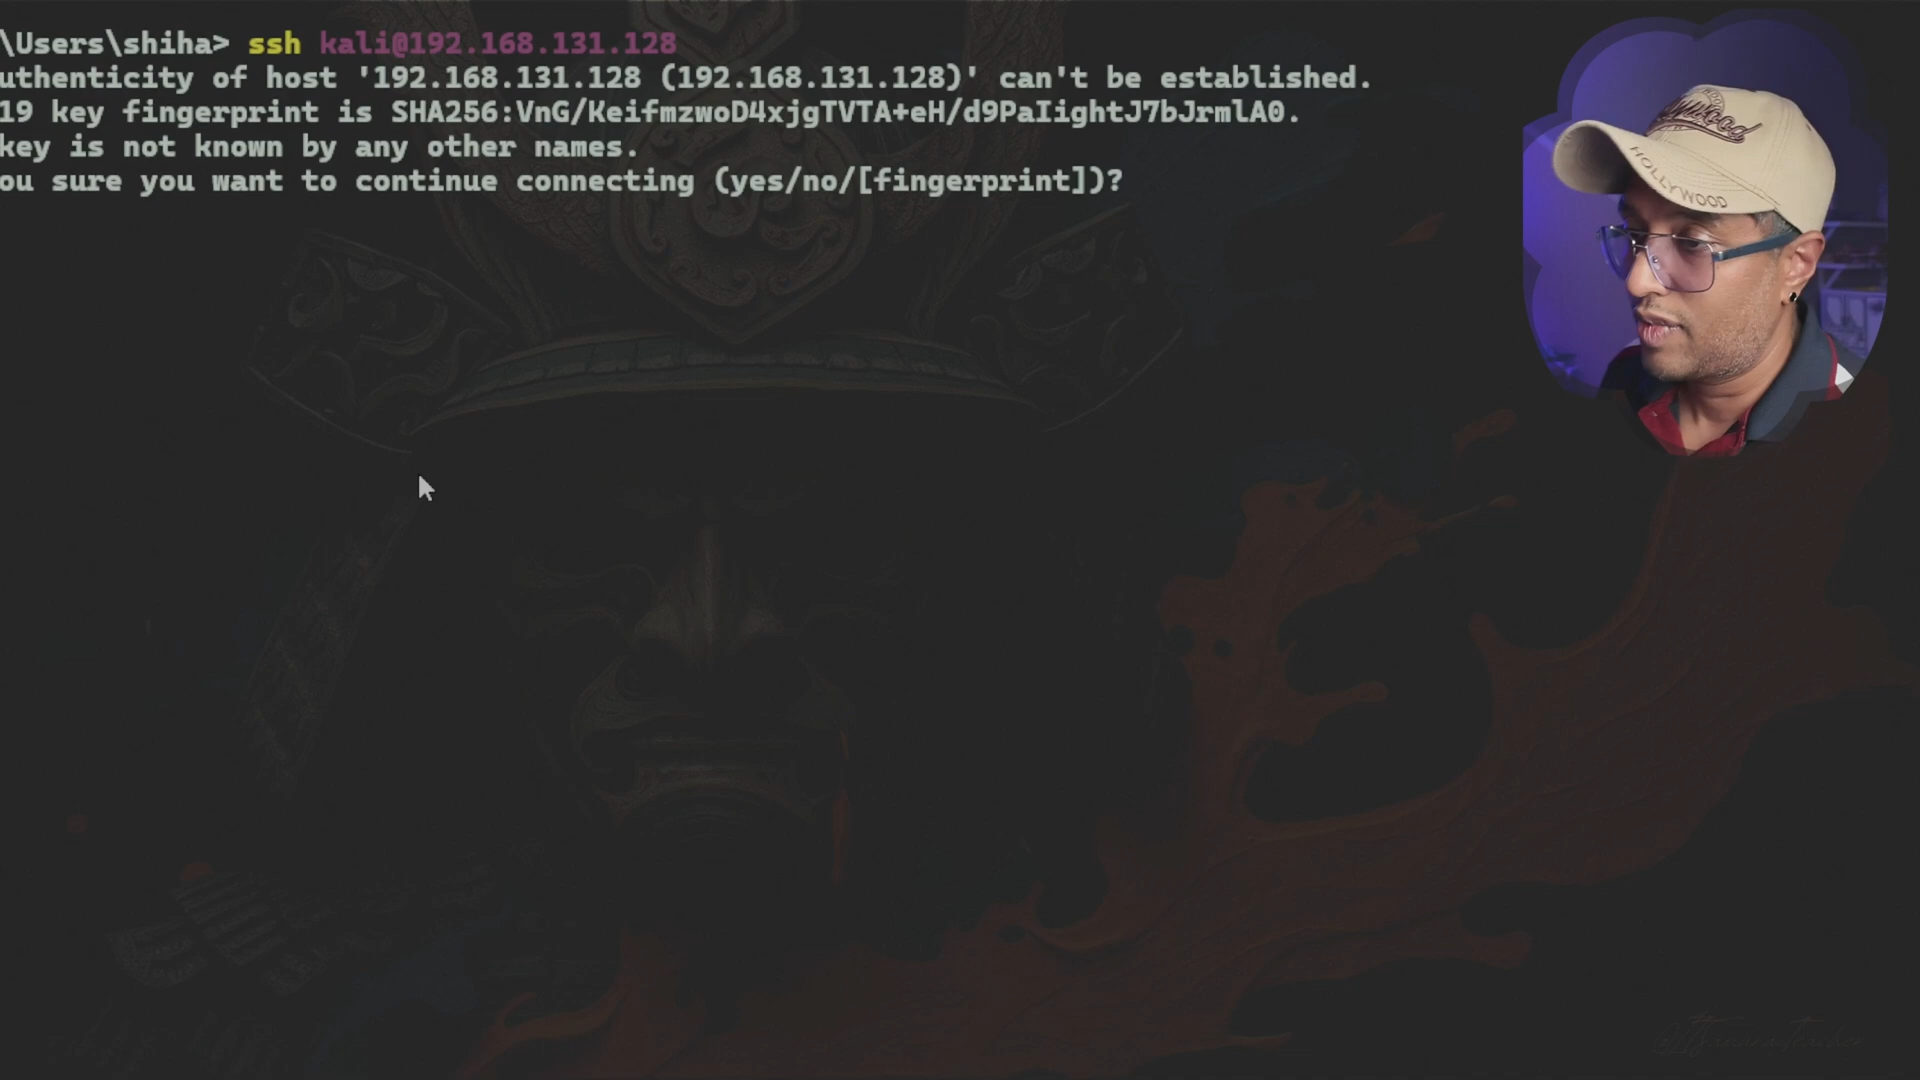 \Users\shiha> ssh kali@192.168.131.128
uthenticity of host '192.168.131.128 (192.168.131.128)' can't be established.
19 key fingerprint is SHA256:VnG/KeifmzwoD4xjgTVTA+eH/d9PaIightJ7bJrmlA0.
key is not known by any other names.
ou sure you want to continue connecting (yes/no/[fingerprint])?
HOLLYWOOD